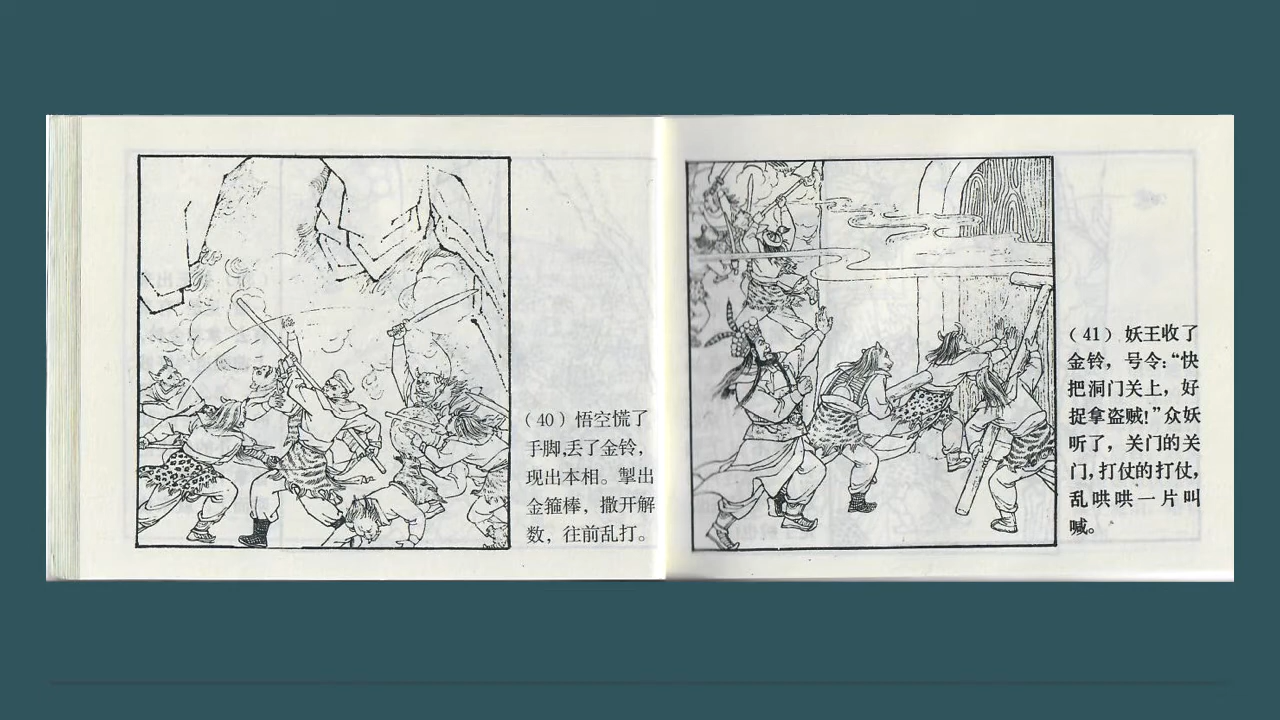 （40）悟空慌了
手脚，丢了金铃，
现出本相。掣出
金箍棒，撒开解
数，往前乱打。
（41）妖王收了
金铃，号令：“快
把洞门关上，好
捉拿盗贼！”众妖
听了，关门的关
门，打仗的打仗，
乱哄哄一片叫
喊。